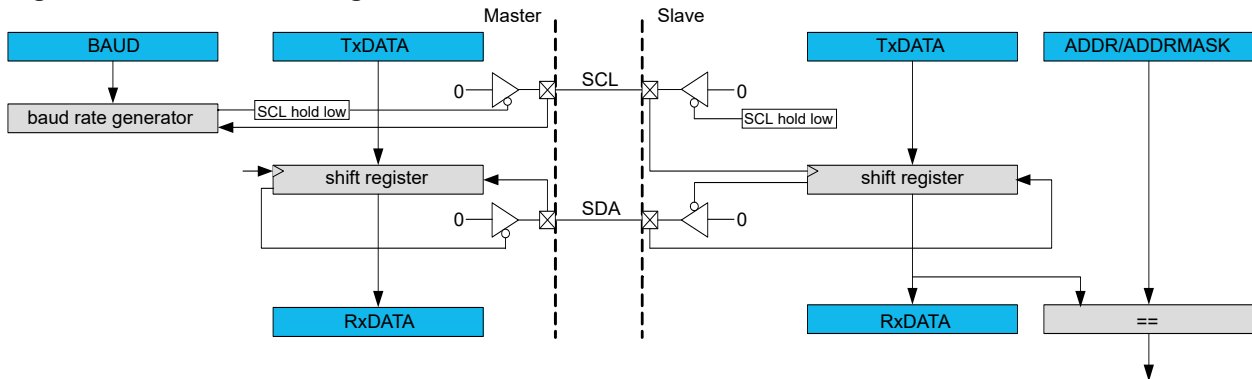 Master
Slave
BAUD
TxDATA
TxDATA
ADDR/ADDRMASK
SCL
0
0
baud rate generator
SCL hold low
SCL hold low
shift register
shift register
SDA
0
0
RxDATA
RxDATA
==